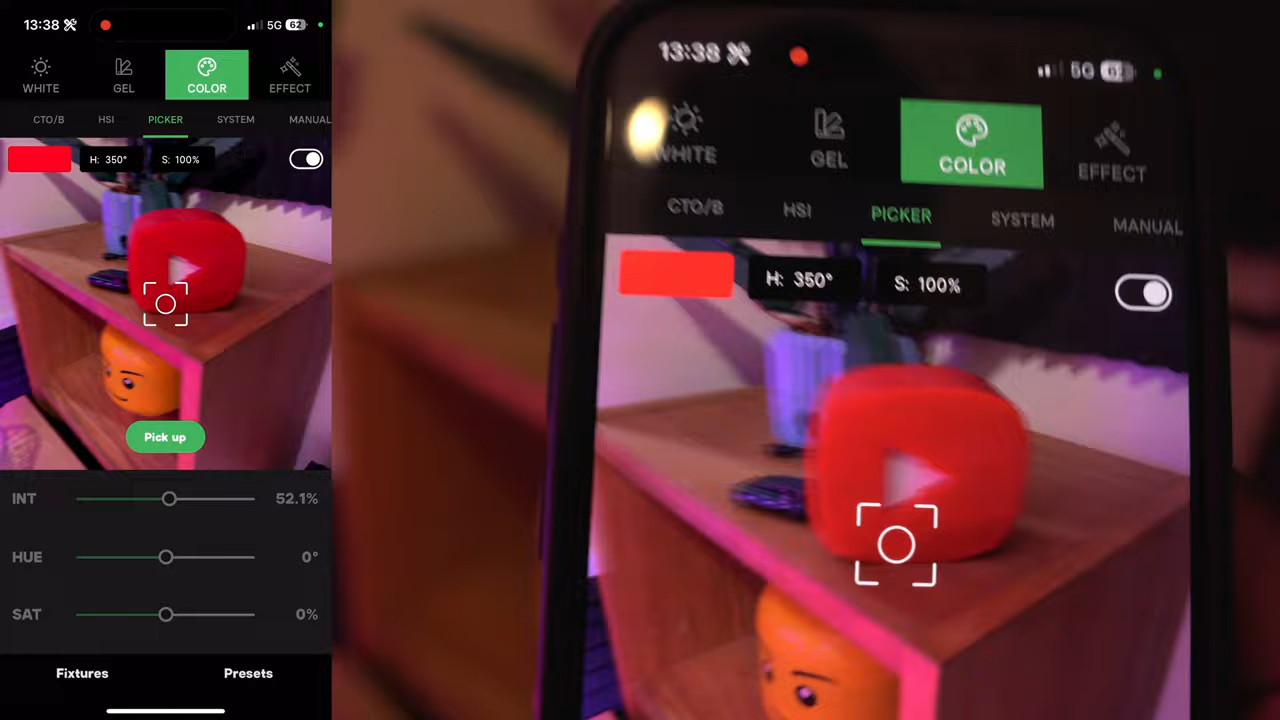 13:38 5G 62
WHITE GEL COLOR EFFECT
CTO/B HSI PICKER SYSTEM MANUAL
H: 350° S: 100%
Pick up
INT 52.1%
HUE 0°
SAT 0%
Fixtures Presets
13:38 5G 62
WHITE GEL COLOR EFFECT
CTO/B HSI PICKER SYSTEM MANUAL
H: 350° S: 100%